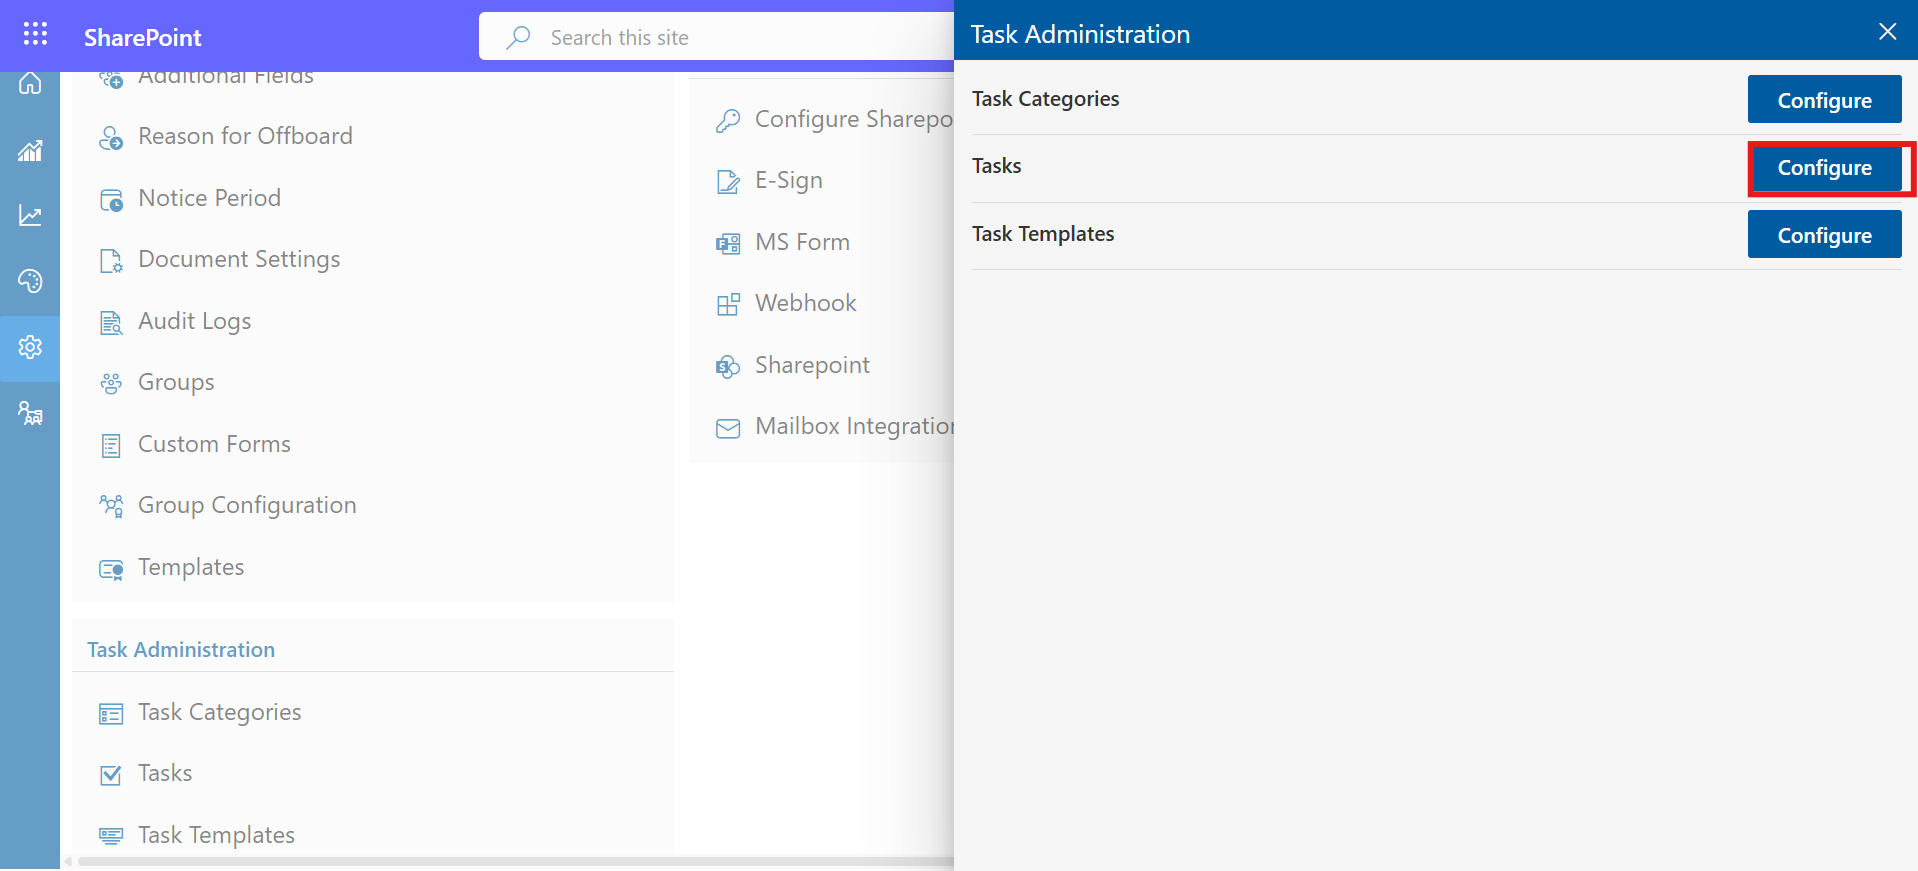 SharePoint
Search this site
Additional Fields
Reason for Offboard
Notice Period
Document Settings
Audit Logs
Groups
Custom Forms
Group Configuration
Templates
Task Administration
Task Categories
Tasks
Task Templates
Configure Sharepo
E-Sign
MS Form
Webhook
Sharepoint
Mailbox Integration
Task Administration
Task Categories Configure
Tasks Configure
Task Templates Configure